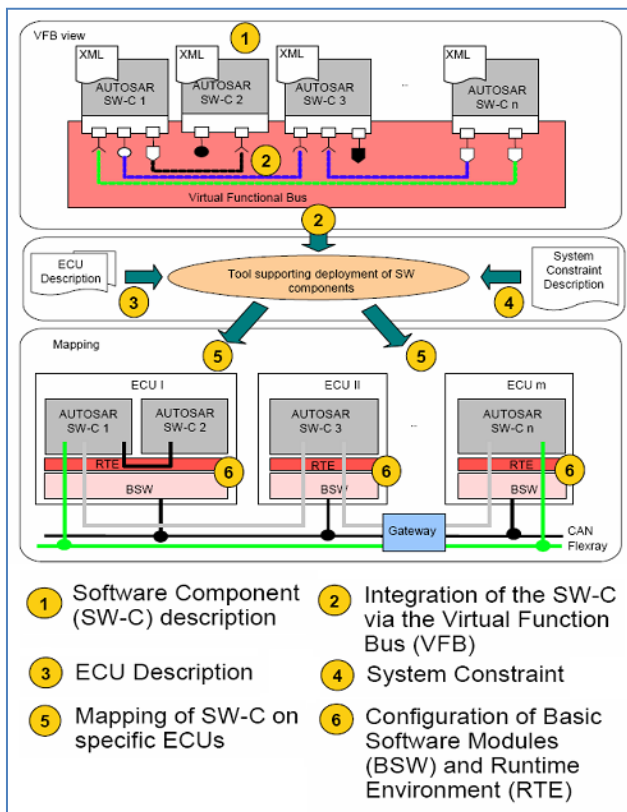 VFB view
1
XML
XML
XML
XML
AUTOSAR
SW-C 1
AUTOSAR
SW-C 2
AUTOSAR
SW-C 3
..
AUTOSAR
SW-C n
2
Virtual Functional Bus
2
ECU
Description
3
Tool supporting deployment of SW
components
4
System
Constraint
Description
Mapping
5
5
ECU I
ECU II
ECU m
AUTOSAR
SW-C 1
AUTOSAR
SW-C 2
AUTOSAR
SW-C 3
..
AUTOSAR
SW-C n
RTE
6
RTE
6
RTE
6
BSW
BSW
BSW
Gateway
CAN
Flexray
1
Software Component
(SW-C) description
2
Integration of the SW-C
via the Virtual Function
Bus (VFB)
3
ECU Description
4
System Constraint
5
Mapping of SW-C on
specific ECUs
6
Configuration of Basic
Software Modules
(BSW) and Runtime
Environment (RTE)